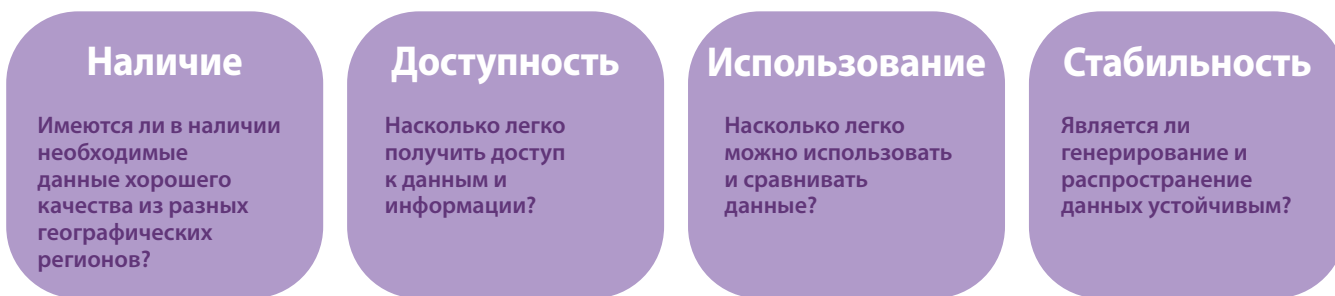 Наличие
Имеются ли в наличии
необходимые
данные хорошего
качества из разных
географических
регионов?
Доступность
Насколько легко
получить доступ
к данным и
информации?
Использование
Насколько легко
можно использовать
и сравнивать
данные?
Стабильность
Является ли
генерирование и
распространение
данных устойчивым?